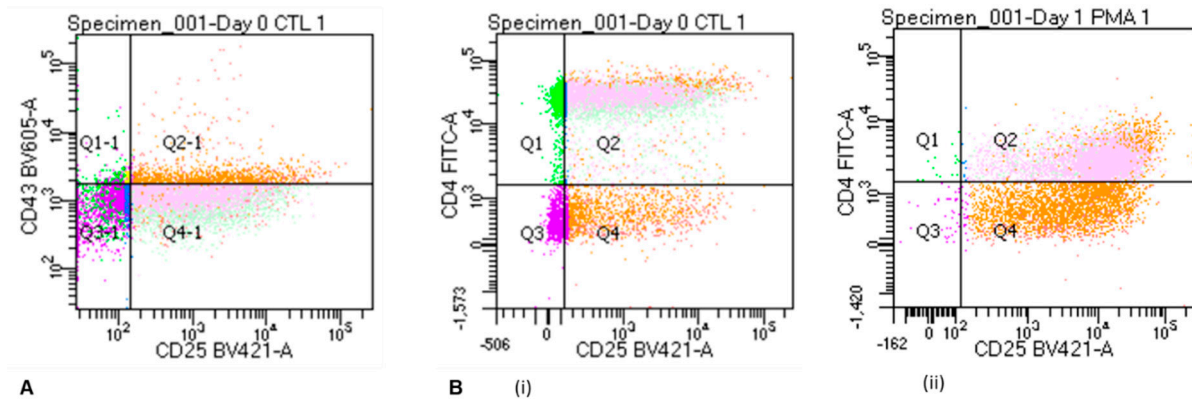 Specimen_001-Day 0 CTL 1
CD43 BV605-A
10^5
10^4
10^3
10^2
Q1-1
Q2-1
Q3-1
Q4-1
10^2 10^3 10^4 10^5
CD25 BV421-A
A
Specimen_001-Day 0 CTL 1
CD4 FITC-A
10^5
10^4
10^3
0
-1,573
Q1
Q2
Q3
Q4
-506
0 10^3 10^4 10^5
CD25 BV421-A
B (i)
Specimen_001-Day 1 PMA 1
CD4 FITC-A
10^5
10^4
10^3
0
-1,420
Q1
Q2
Q3
Q4
-162
0 10^2 10^3 10^4 10^5
CD25 BV421-A
(ii)